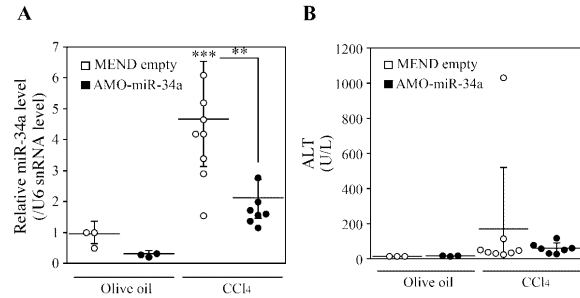 A
○ MEND empty
● AMO-miR-34a
Relative miR-34a level
(/U6 snRNA level)
7
6
5
4
3
2
1
0
***
**
Olive oil
CCl4
B
○ MEND empty
● AMO-miR-34a
ALT
(U/L)
1200
1000
800
600
400
200
0
Olive oil
CCl4